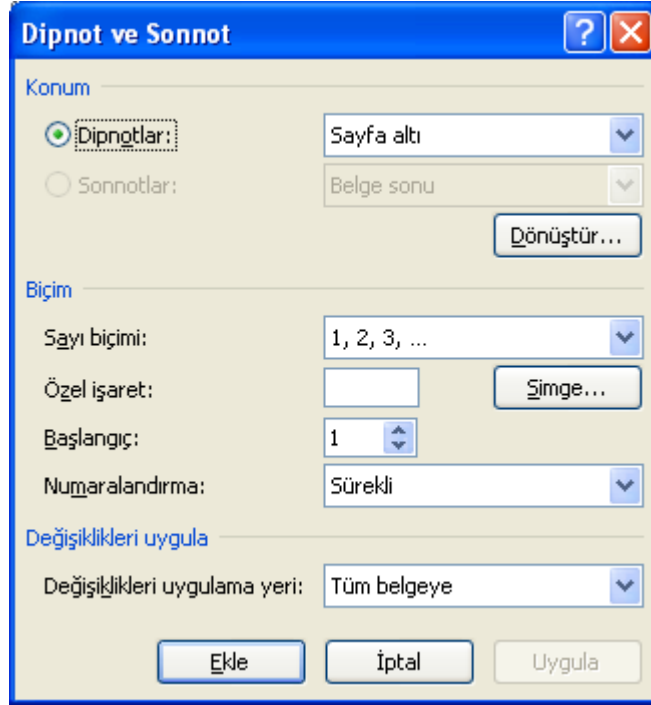 Dipnot ve Sonnot
Konum
Dipnotlar: Sayfa altı
Sonnotlar: Belge sonu
Dönüştür...
Biçim
Sayı biçimi: 1, 2, 3, ...
Özel işaret: Simge...
Başlangıç: 1
Numaralandırma: Sürekli
Değişiklikleri uygula
Değişiklikleri uygulama yeri: Tüm belgeye
Ekle İptal Uygula